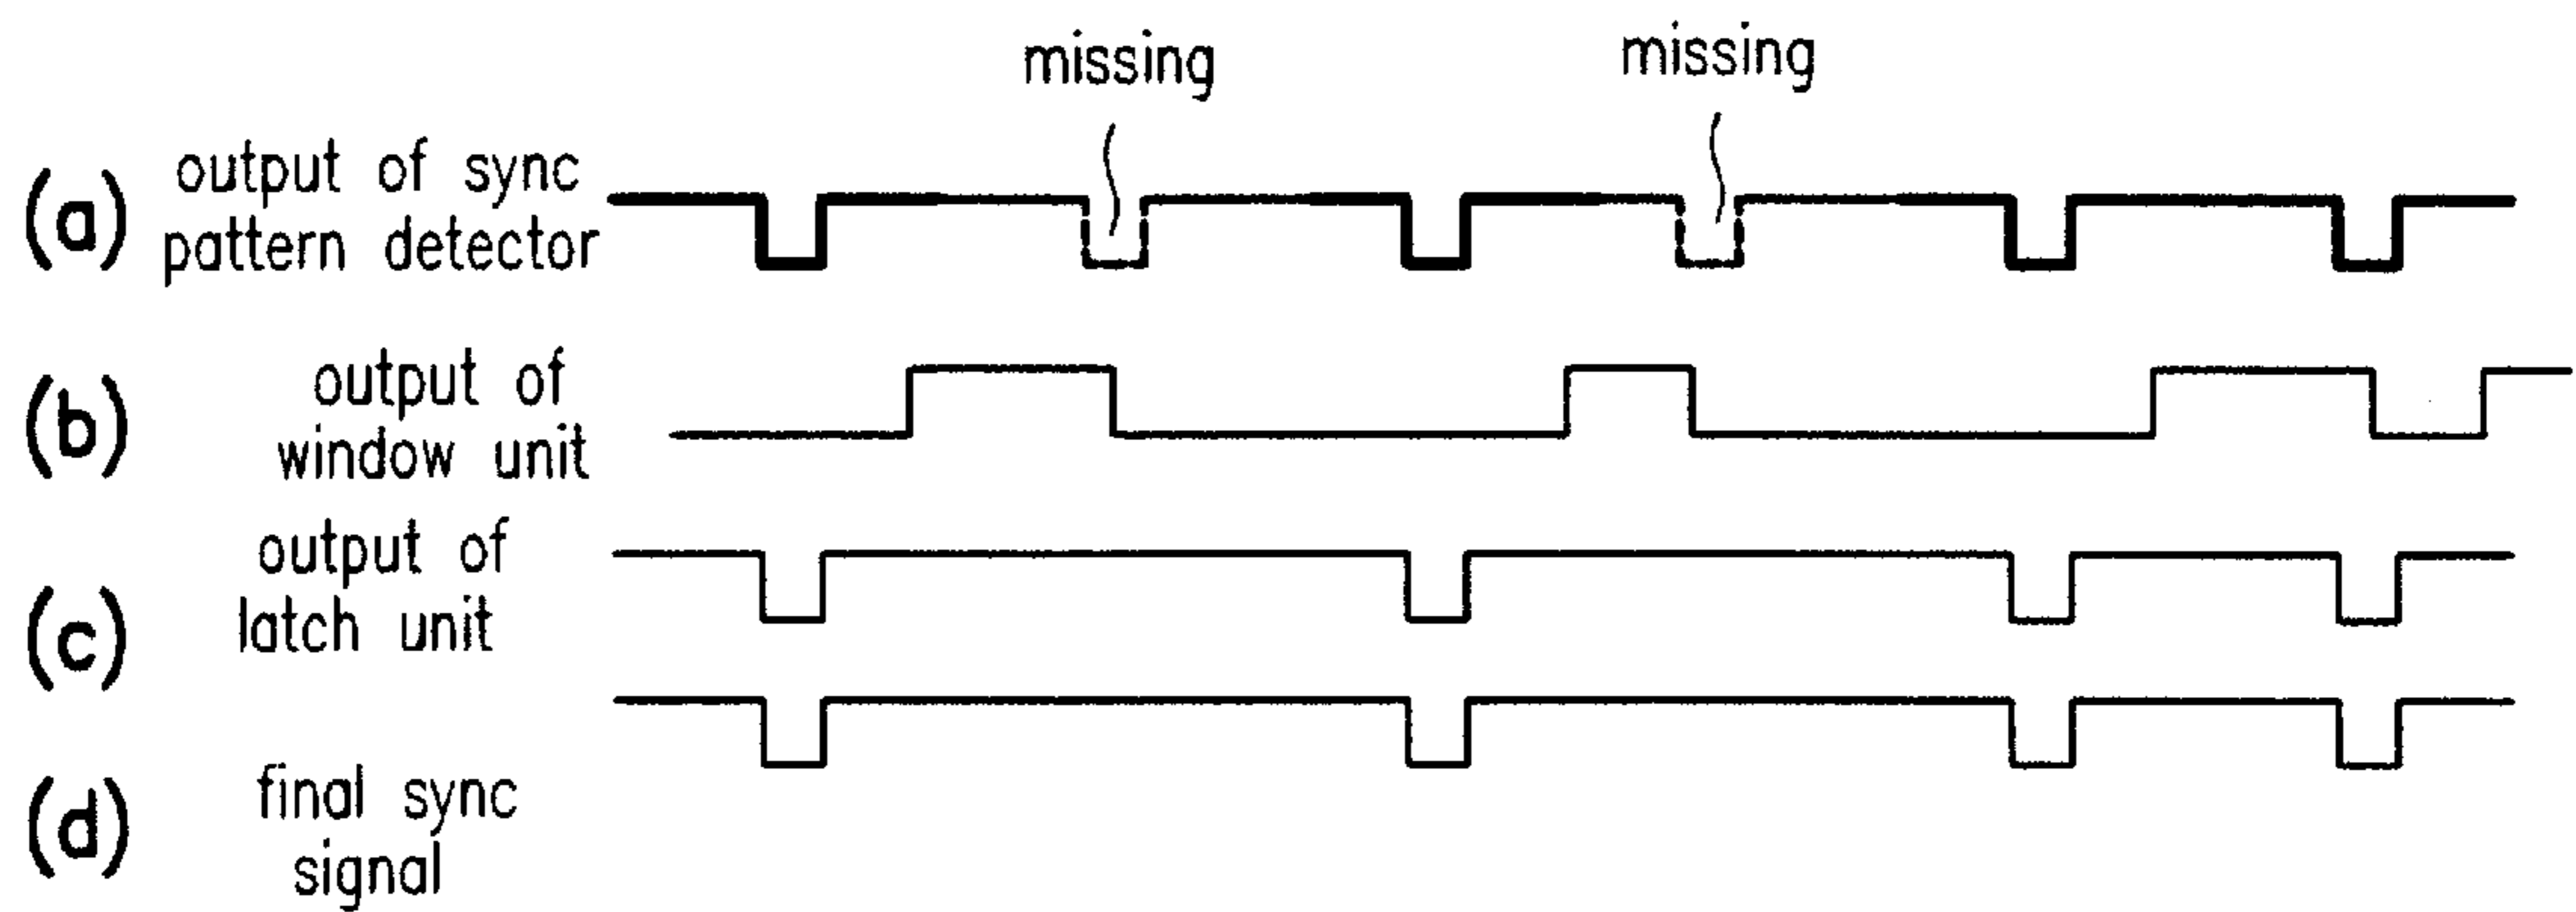 missing
missing
(a) output of sync
pattern detector
(b) output of
window unit
(c) output of
latch unit
(d) final sync
signal